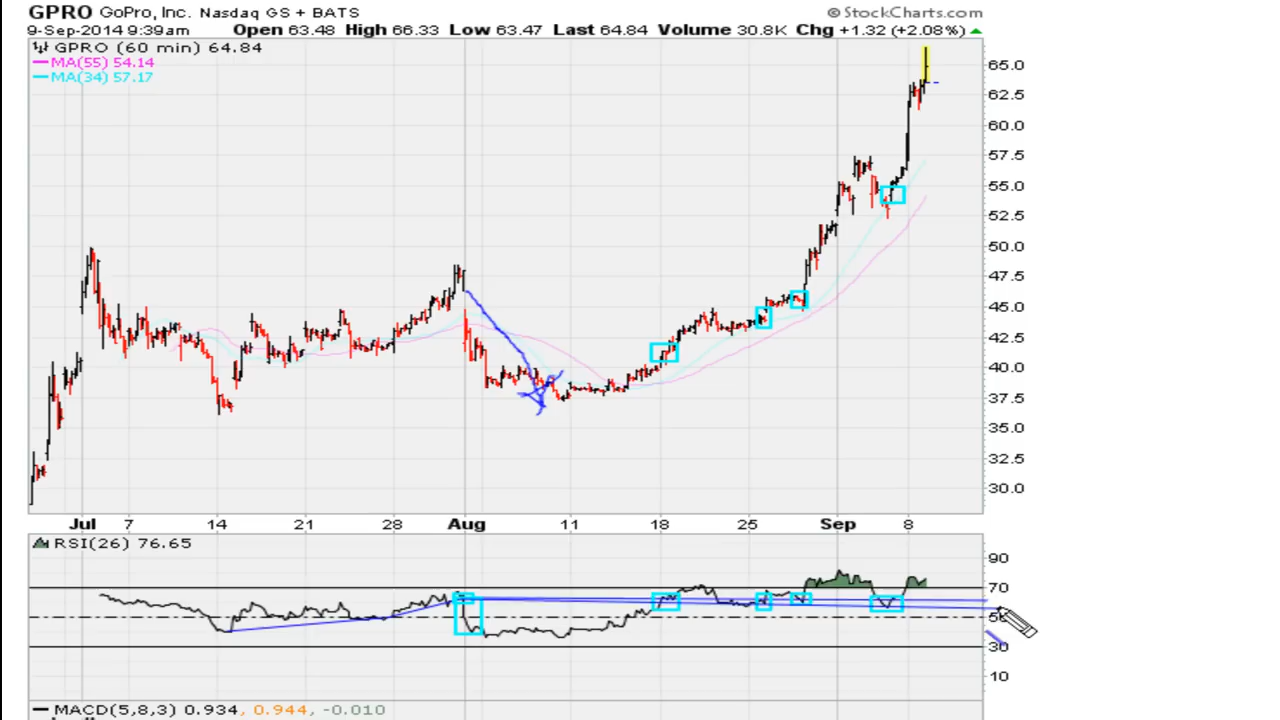 GPRO GoPro, Inc. Nasdaq GS + BATS
© StockCharts.com
9-Sep-2014 9:39am
Open 63.48 High 66.33 Low 63.47 Last 64.84 Volume 30.8K Chg +1.32 (+2.08%)
GPRO (60 min) 64.84
MA(55) 54.14
MA(34) 57.17
65.0
62.5
60.0
57.5
55.0
52.5
50.0
47.5
45.0
42.5
40.0
37.5
35.0
32.5
30.0
Jul 7 14 21 28 Aug 11 18 25 Sep 8
RSI(26) 76.65
90
70
50
30
10
MACD(5,8,3) 0.934, 0.944, -0.010